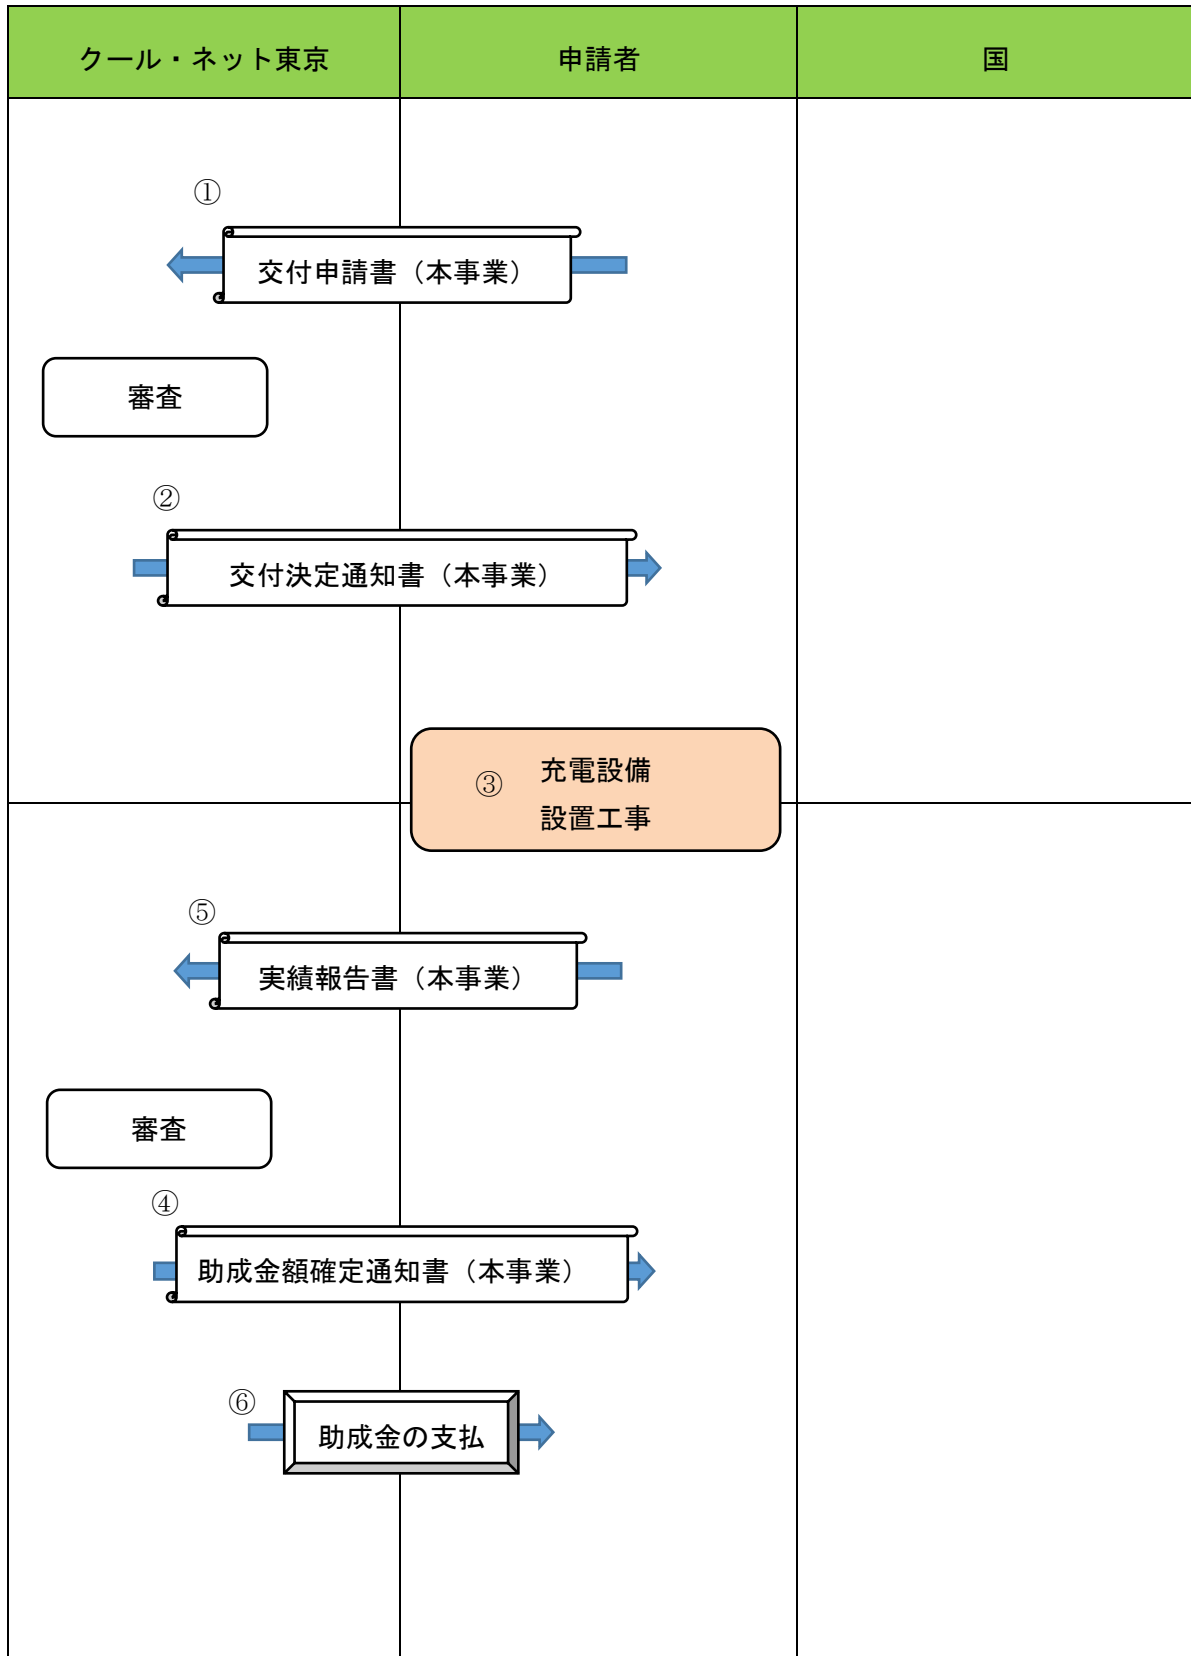 クール・ネット東京
申請者
国
①
交付申請書（本事業）
審査
②
交付決定通知書（本事業）
③ 充電設備
設置工事
⑤
実績報告書（本事業）
審査
④
助成金額確定通知書（本事業）
⑥
助成金の支払